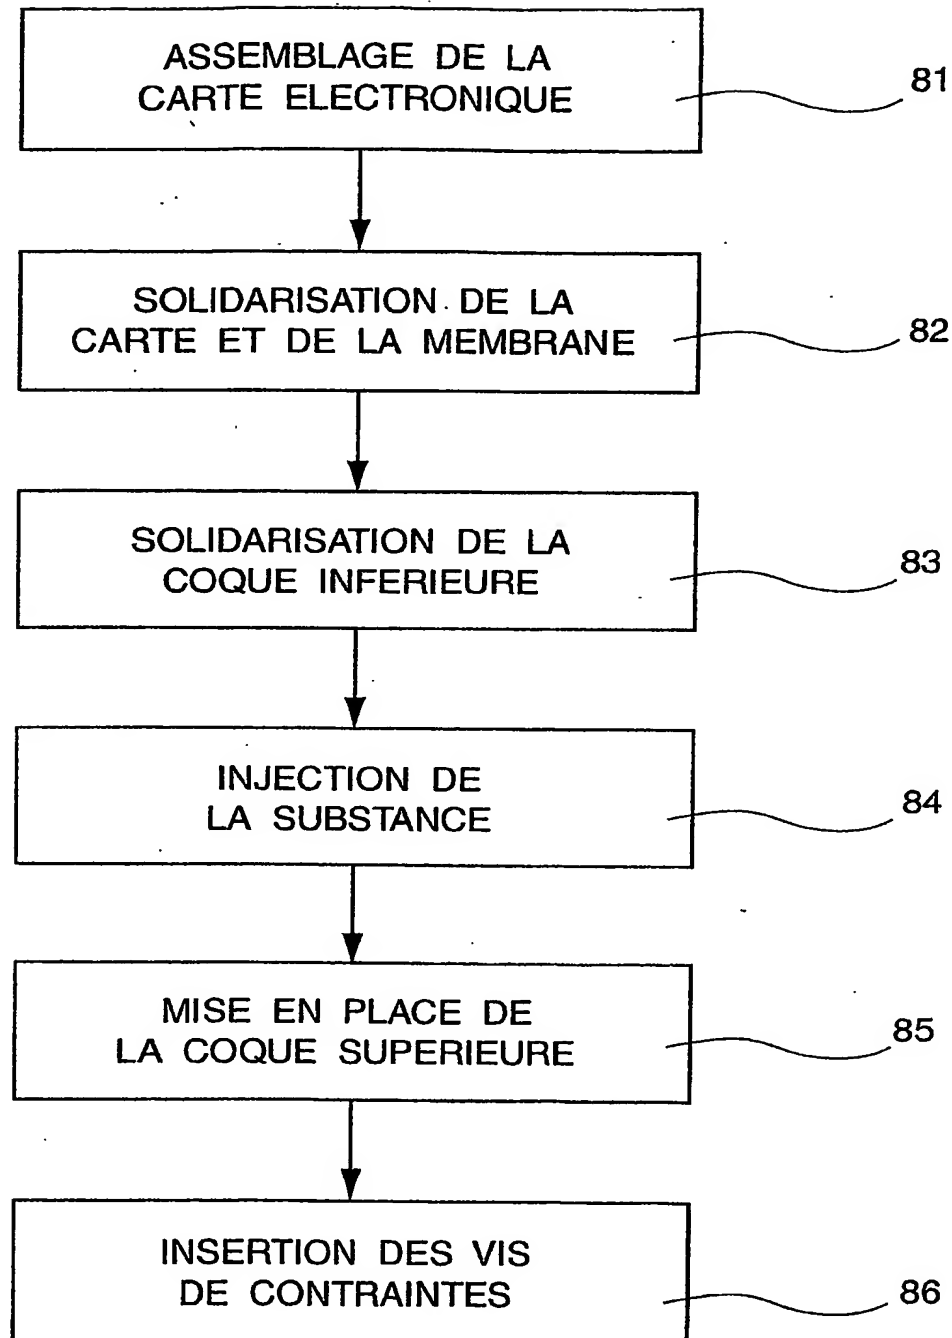 ASSEMBLAGE DE LA
CARTE ELECTRONIQUE
81
SOLIDARISATION DE LA
CARTE ET DE LA MEMBRANE
82
SOLIDARISATION DE LA
COQUE INFERIEURE
83
INJECTION DE
LA SUBSTANCE
84
MISE EN PLACE DE
LA COQUE SUPERIEURE
85
INSERTION DES VIS
DE CONTRAINTES
86